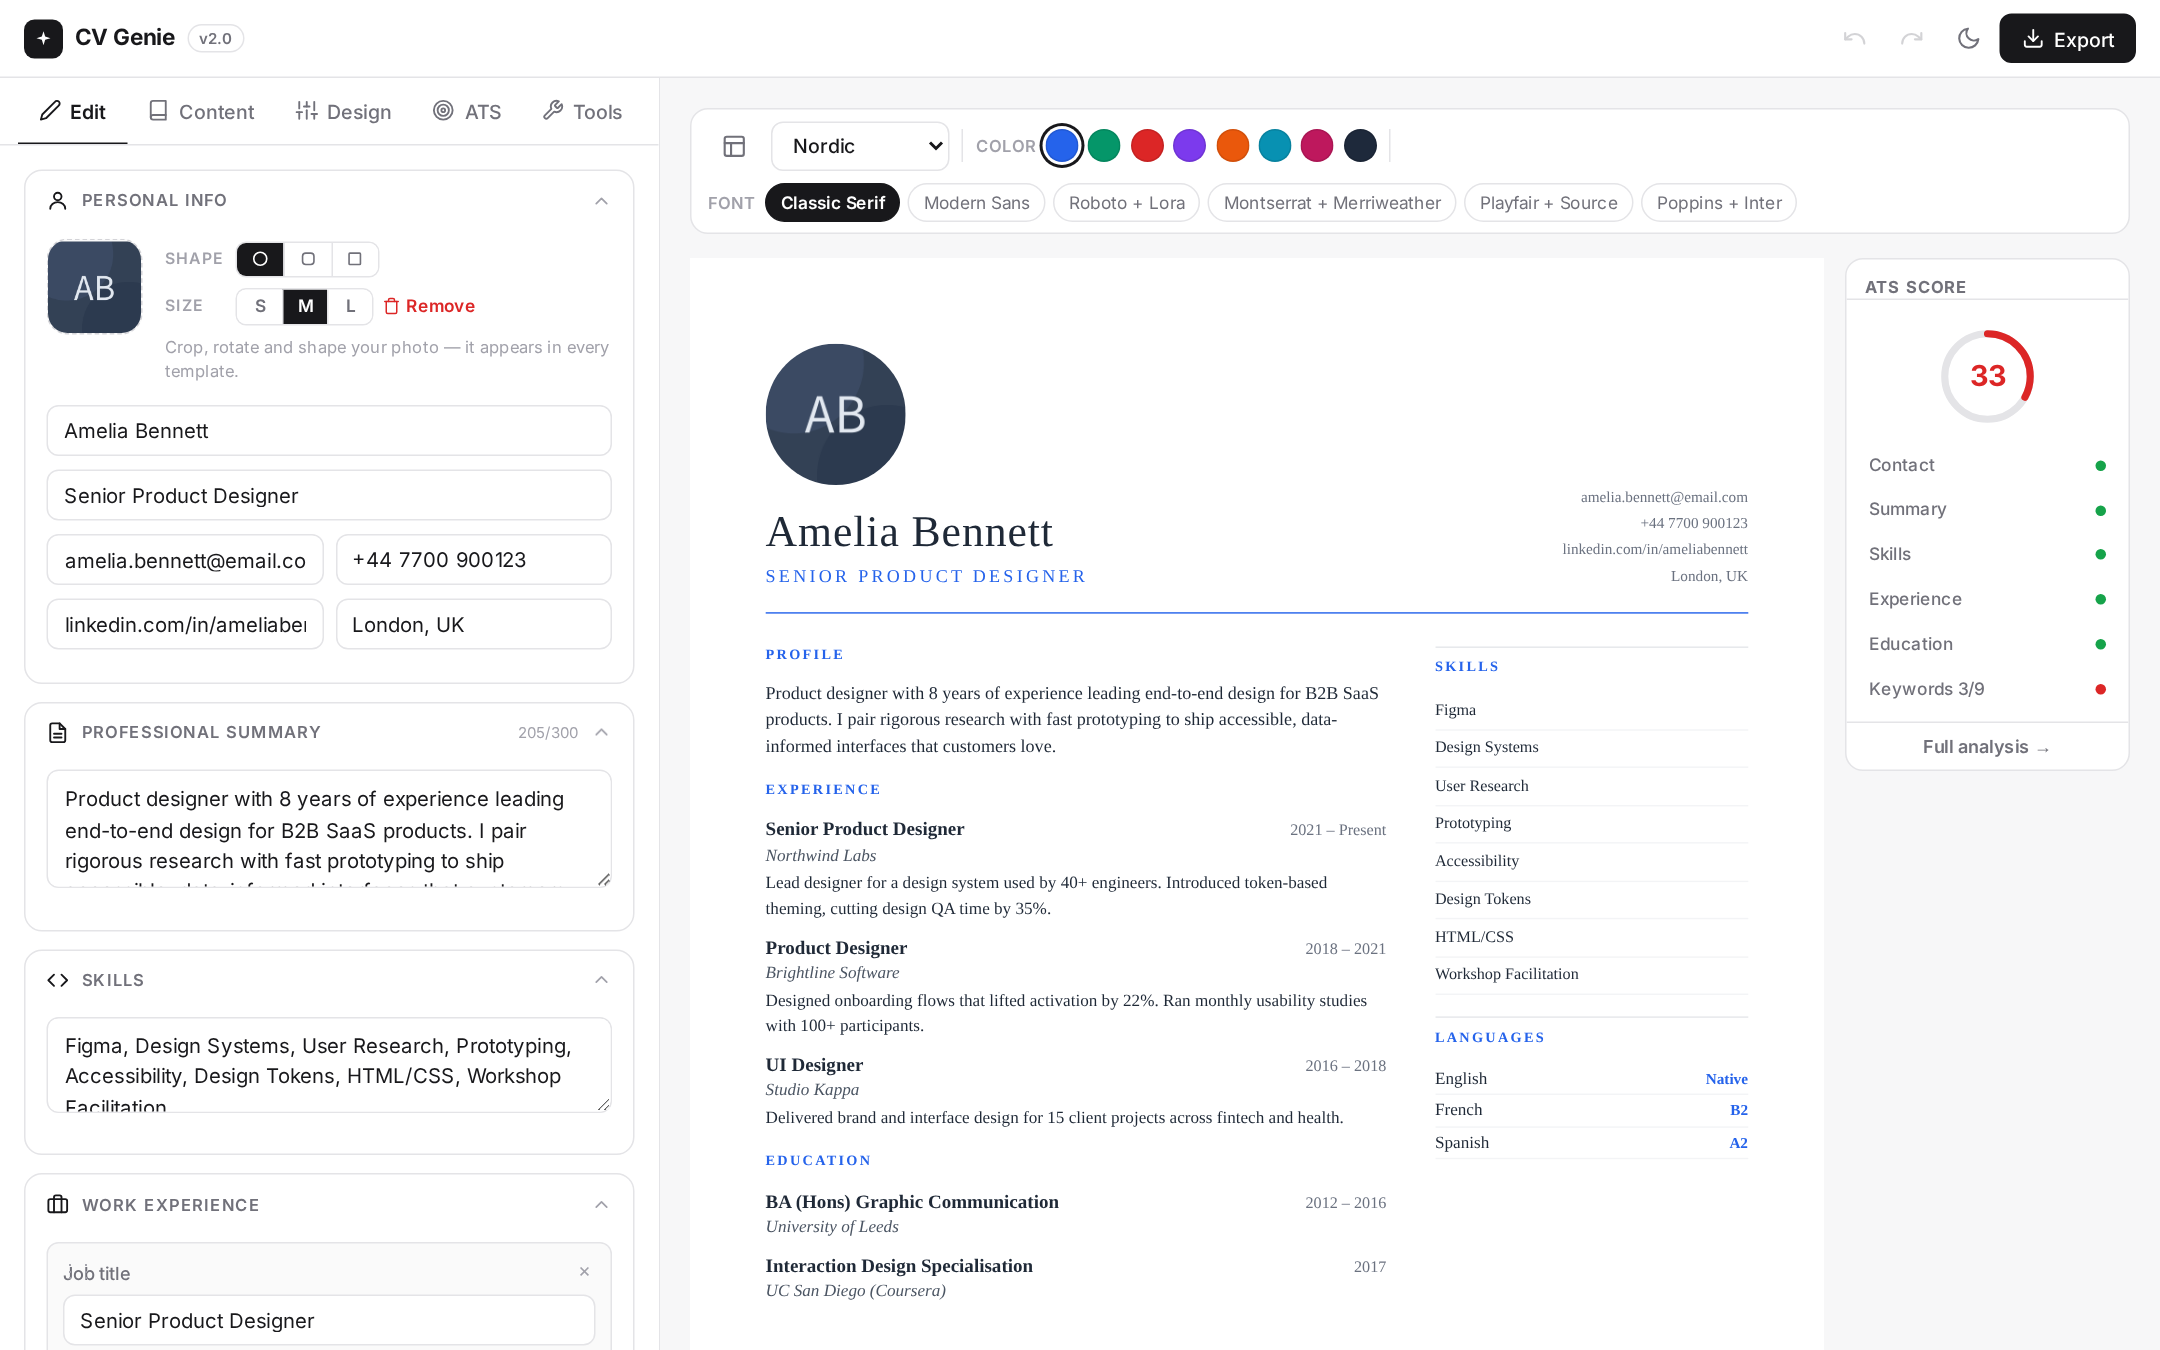 CV Genie v2.0
Export
Edit Content Design ATS Tools
PERSONAL INFO
AB
SHAPE
SIZE S M L Remove
Crop, rotate and shape your photo — it appears in every
template.
Amelia Bennett
Senior Product Designer
amelia.bennett@email.co +44 7700 900123
linkedin.com/in/ameliaber London, UK
PROFESSIONAL SUMMARY 205/300
Product designer with 8 years of experience leading
end-to-end design for B2B SaaS products. I pair
rigorous research with fast prototyping to ship
SKILLS
Figma, Design Systems, User Research, Prototyping,
Accessibility, Design Tokens, HTML/CSS, Workshop
Facilitation
WORK EXPERIENCE
Job title ×
Senior Product Designer
Nordic COLOR
FONT Classic Serif Modern Sans Roboto + Lora Montserrat + Merriweather Playfair + Source Poppins + Inter
AB
Amelia Bennett
SENIOR PRODUCT DESIGNER
amelia.bennett@email.com
+44 7700 900123
linkedin.com/in/ameliabennett
London, UK
PROFILE
Product designer with 8 years of experience leading end-to-end design for B2B SaaS
products. I pair rigorous research with fast prototyping to ship accessible, data-
informed interfaces that customers love.
EXPERIENCE
Senior Product Designer 2021 – Present
Northwind Labs
Lead designer for a design system used by 40+ engineers. Introduced token-based
theming, cutting design QA time by 35%.
Product Designer 2018 – 2021
Brightline Software
Designed onboarding flows that lifted activation by 22%. Ran monthly usability studies
with 100+ participants.
UI Designer 2016 – 2018
Studio Kappa
Delivered brand and interface design for 15 client projects across fintech and health.
EDUCATION
BA (Hons) Graphic Communication 2012 – 2016
University of Leeds
Interaction Design Specialisation 2017
UC San Diego (Coursera)
SKILLS
Figma
Design Systems
User Research
Prototyping
Accessibility
Design Tokens
HTML/CSS
Workshop Facilitation
LANGUAGES
English Native
French B2
Spanish A2
ATS SCORE
33
Contact
Summary
Skills
Experience
Education
Keywords 3/9
Full analysis →